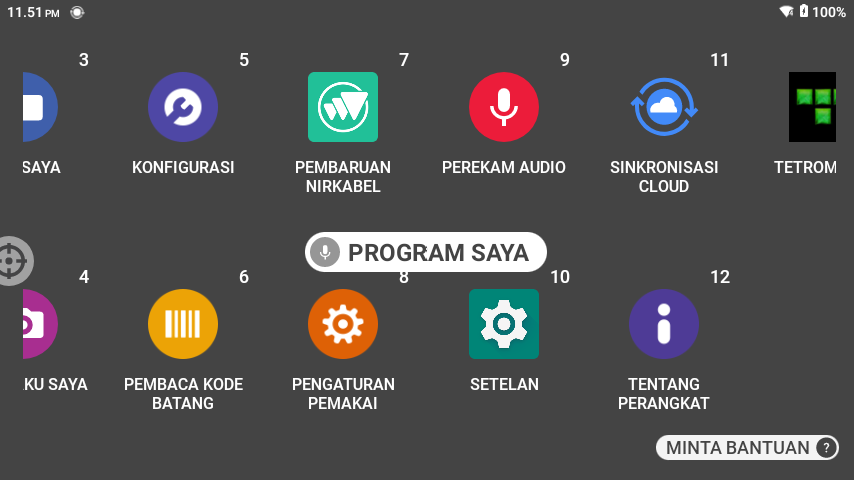 11.51 PM
100%
3
5
7
9
11
SAYA
KONFIGURASI
PEMBARUAN
NIRKABEL
PEREKAM AUDIO
SINKRONISASI
CLOUD
TETROM
PROGRAM SAYA
4
6
8
10
12
KU SAYA
PEMBACA KODE
BATANG
PENGATURAN
PEMAKAI
SETELAN
TENTANG
PERANGKAT
MINTA BANTUAN ?